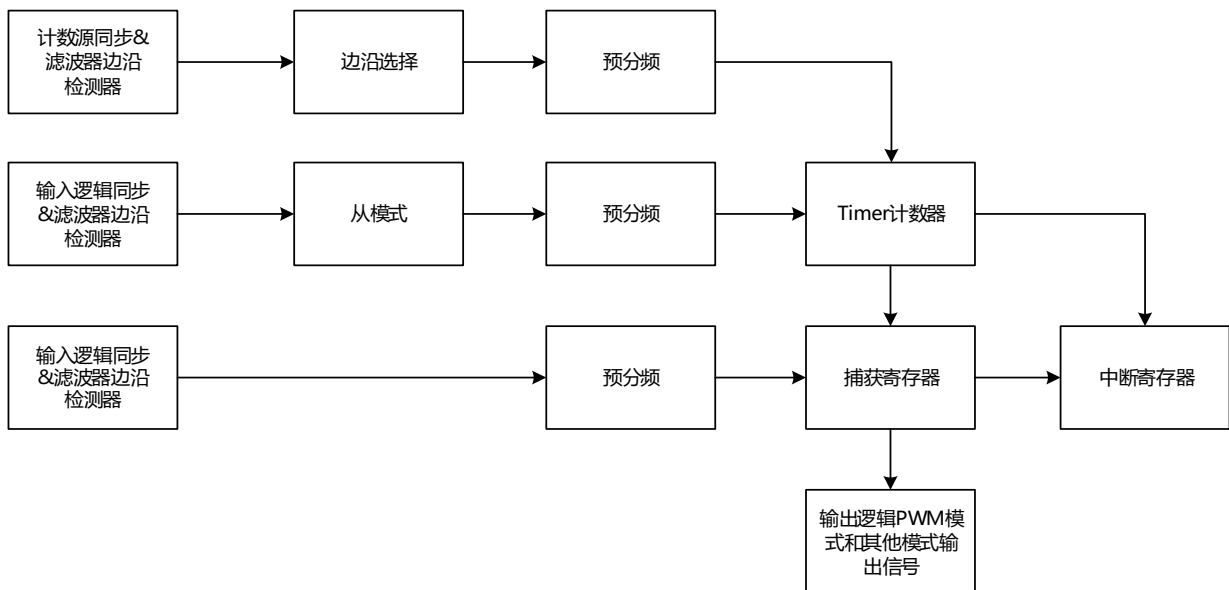 计数源同步&
滤波器边沿
检测器
边沿选择
预分频
输入逻辑同步
&滤波器边沿
检测器
从模式
预分频
Timer计数器
输入逻辑同步
&滤波器边沿
检测器
预分频
捕获寄存器
中断寄存器
输出逻辑PWM模
式和其他模式输
出信号